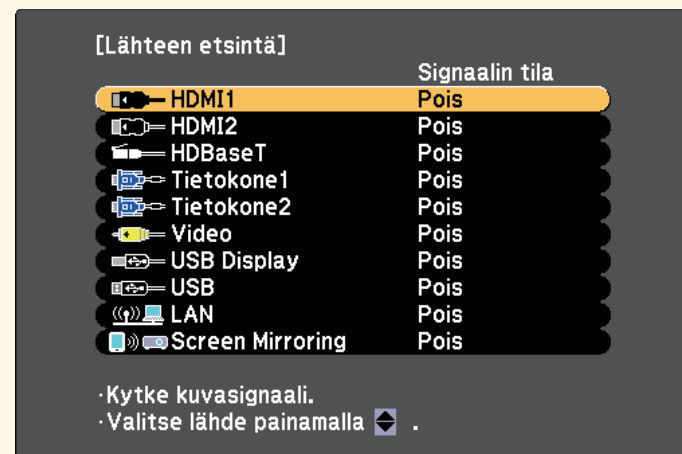 [Lähteen etsintä]
Signaalin tila
HDMI1 Pois
HDMI2 Pois
HDBaseT Pois
Tietokone1 Pois
Tietokone2 Pois
Video Pois
USB Display Pois
USB Pois
LAN Pois
Screen Mirroring Pois
·Kytke kuvasignaali.
·Valitse lähde painamalla .